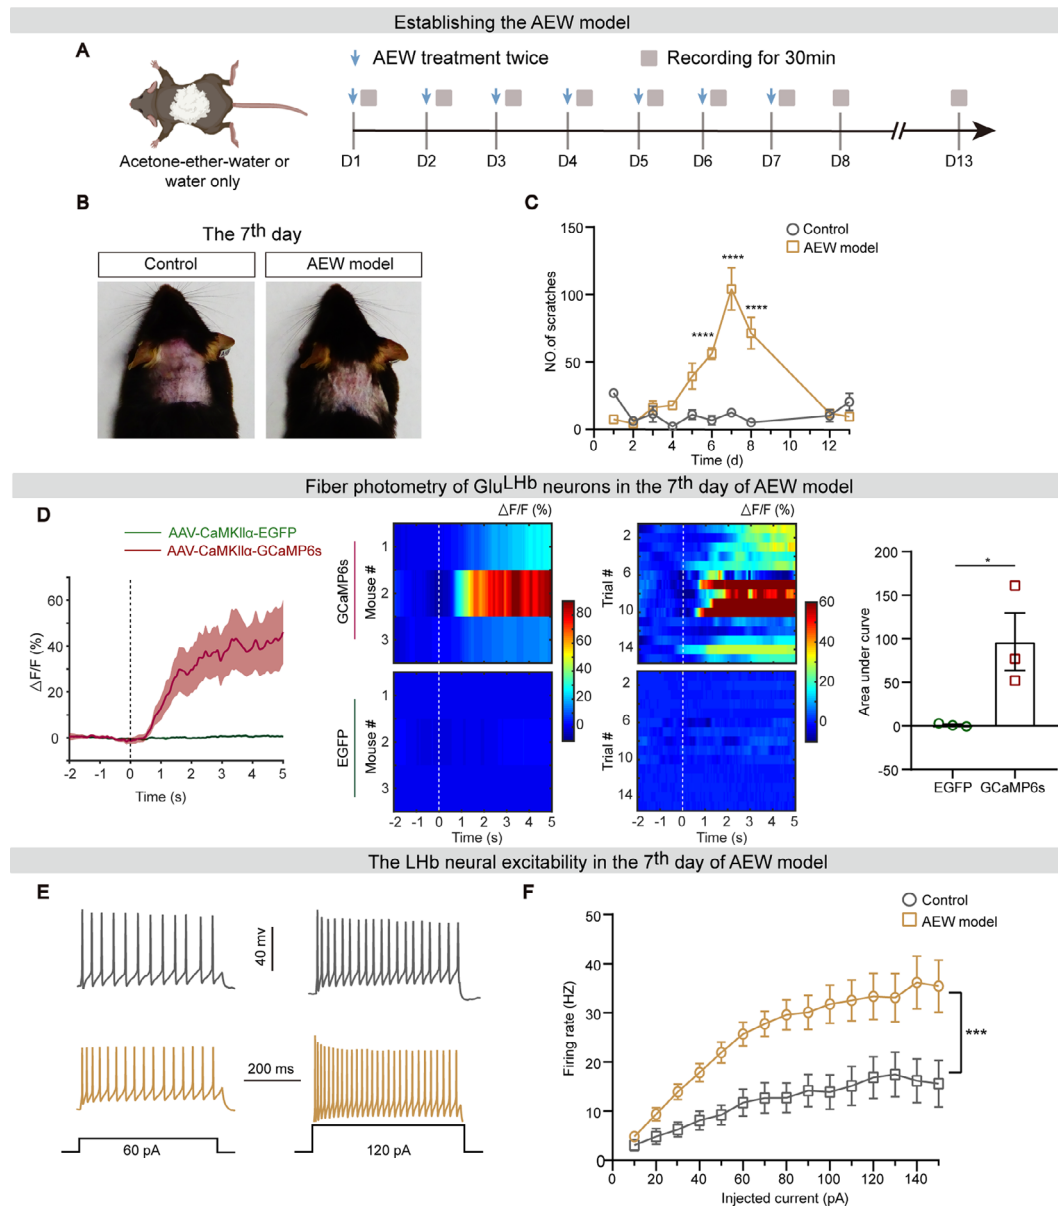 Establishing the AEW model
A
AEW treatment twice
Recording for 30min
Acetone-ether-water or
water only
D1
D2
D3
D4
D5
D6
D7
D8
D13
B
The 7th day
Control
AEW model
C
Control
AEW model
NO.of scratches
150
100
50
0
****
****
****
0
2
4
6
8
10
12
Time (d)
Fiber photometry of GluLHb neurons in the 7th day of AEW model
D
AAV-CaMKIIα-EGFP
AAV-CaMKIIα-GCaMP6s
△F/F (%)
60
40
20
0
-2
-1
0
1
2
3
4
5
Time (s)
△F/F (%)
GCaMP6s
Mouse #
1
2
3
80
60
40
20
0
EGFP
Mouse #
1
2
3
-2
-1
0
1
2
3
4
5
Time (s)
△F/F (%)
Trial #
2
6
10
14
60
40
20
0
Trial #
2
6
10
14
-2
-1
0
1
2
3
4
5
Time (s)
Area under curve
200
150
100
50
0
-50
*
EGFP
GCaMP6s
The LHb neural excitability in the 7th day of AEW model
E
40 mv
200 ms
60 pA
120 pA
F
Control
AEW model
Firing rate (HZ)
50
40
30
20
10
0
***
0
20
40
60
80
100
120
140
Injected current (pA)